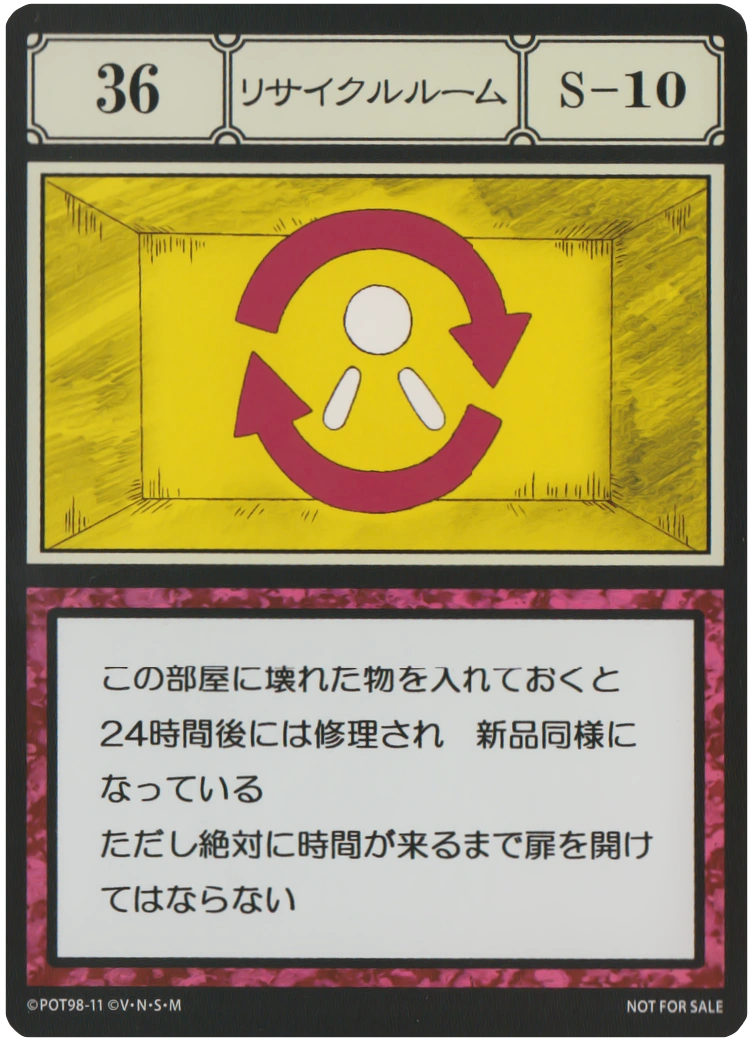 36
リサイクルルーム
S-10
この部屋に壊れた物を入れておくと
24時間後には修理され　新品同様に
なっている
ただし絶対に時間が来るまで扉を開け
てはならない
©POT98-11 ©V・N・S・M
NOT FOR SALE